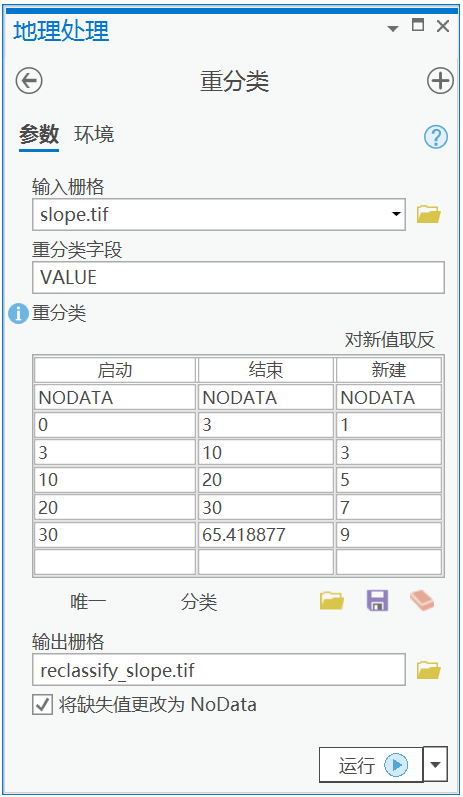 地理处理
重分类
参数 环境
输入栅格
slope.tif
重分类字段
VALUE
重分类
对新值取反
启动 结束 新建
NODATA NODATA NODATA
0 3 1
3 10 3
10 20 5
20 30 7
30 65.418877 9
唯一 分类
输出栅格
reclassify_slope.tif
将缺失值更改为 NoData
运行